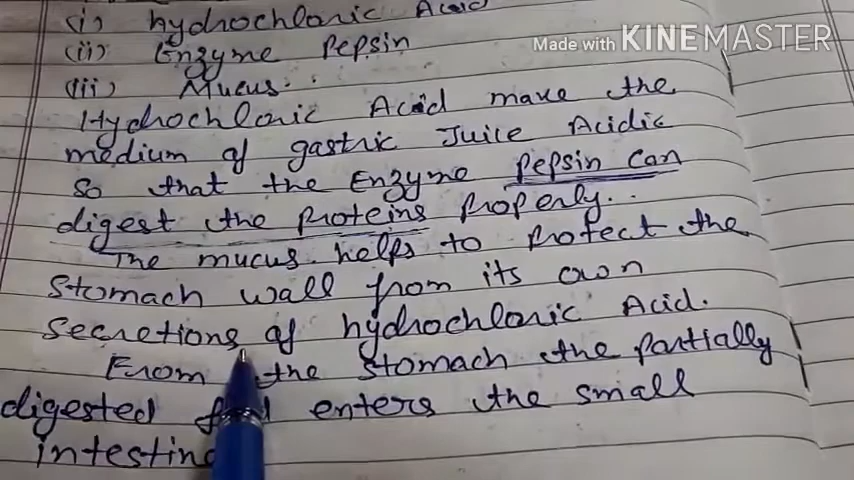 (i) hydrochloric Acid
(ii) Enzyme Pepsin
(iii) Mucus.
Made with KINEMASTER
Hydrochloric Acid make the
medium of gastric Juice Acidic
so that the Enzyme pepsin can
digest the proteins properly..
The mucus helps to protect the
stomach wall from its own
secretions of hydrochloric Acid.
From the stomach the partially
digested enters the small